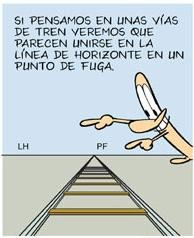 SI PENSAMOS EN UNAS VÍAS
DE TREN VEREMOS QUE
PARECEN UNIRSE EN LA
LÍNEA DE HORIZONTE EN UN
PUNTO DE FUGA.
LH PF